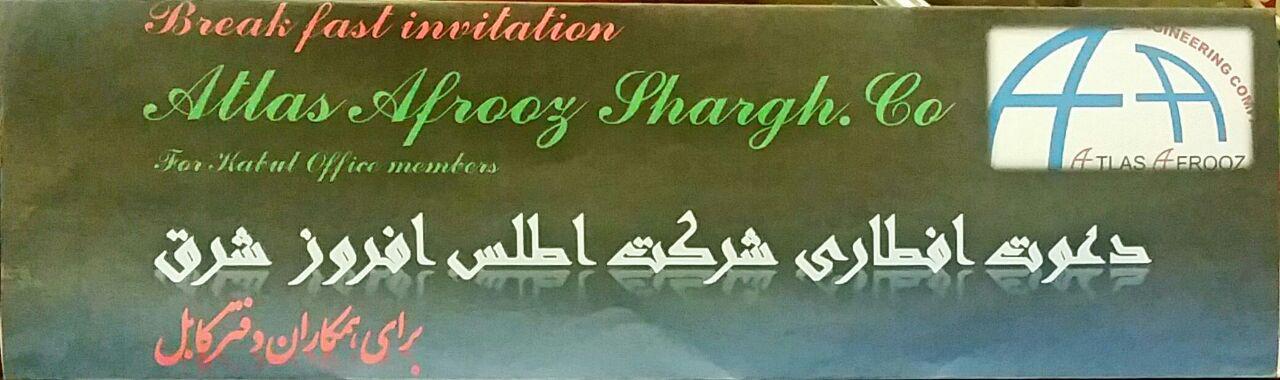 Break fast invitation
Atlas Afrooz Shargh.Co
For Kabul Office members
دعوت افطاری شرکت اطلس افروز شرق
برای همکاران دفتر کابل
ATLAS AFROOZ